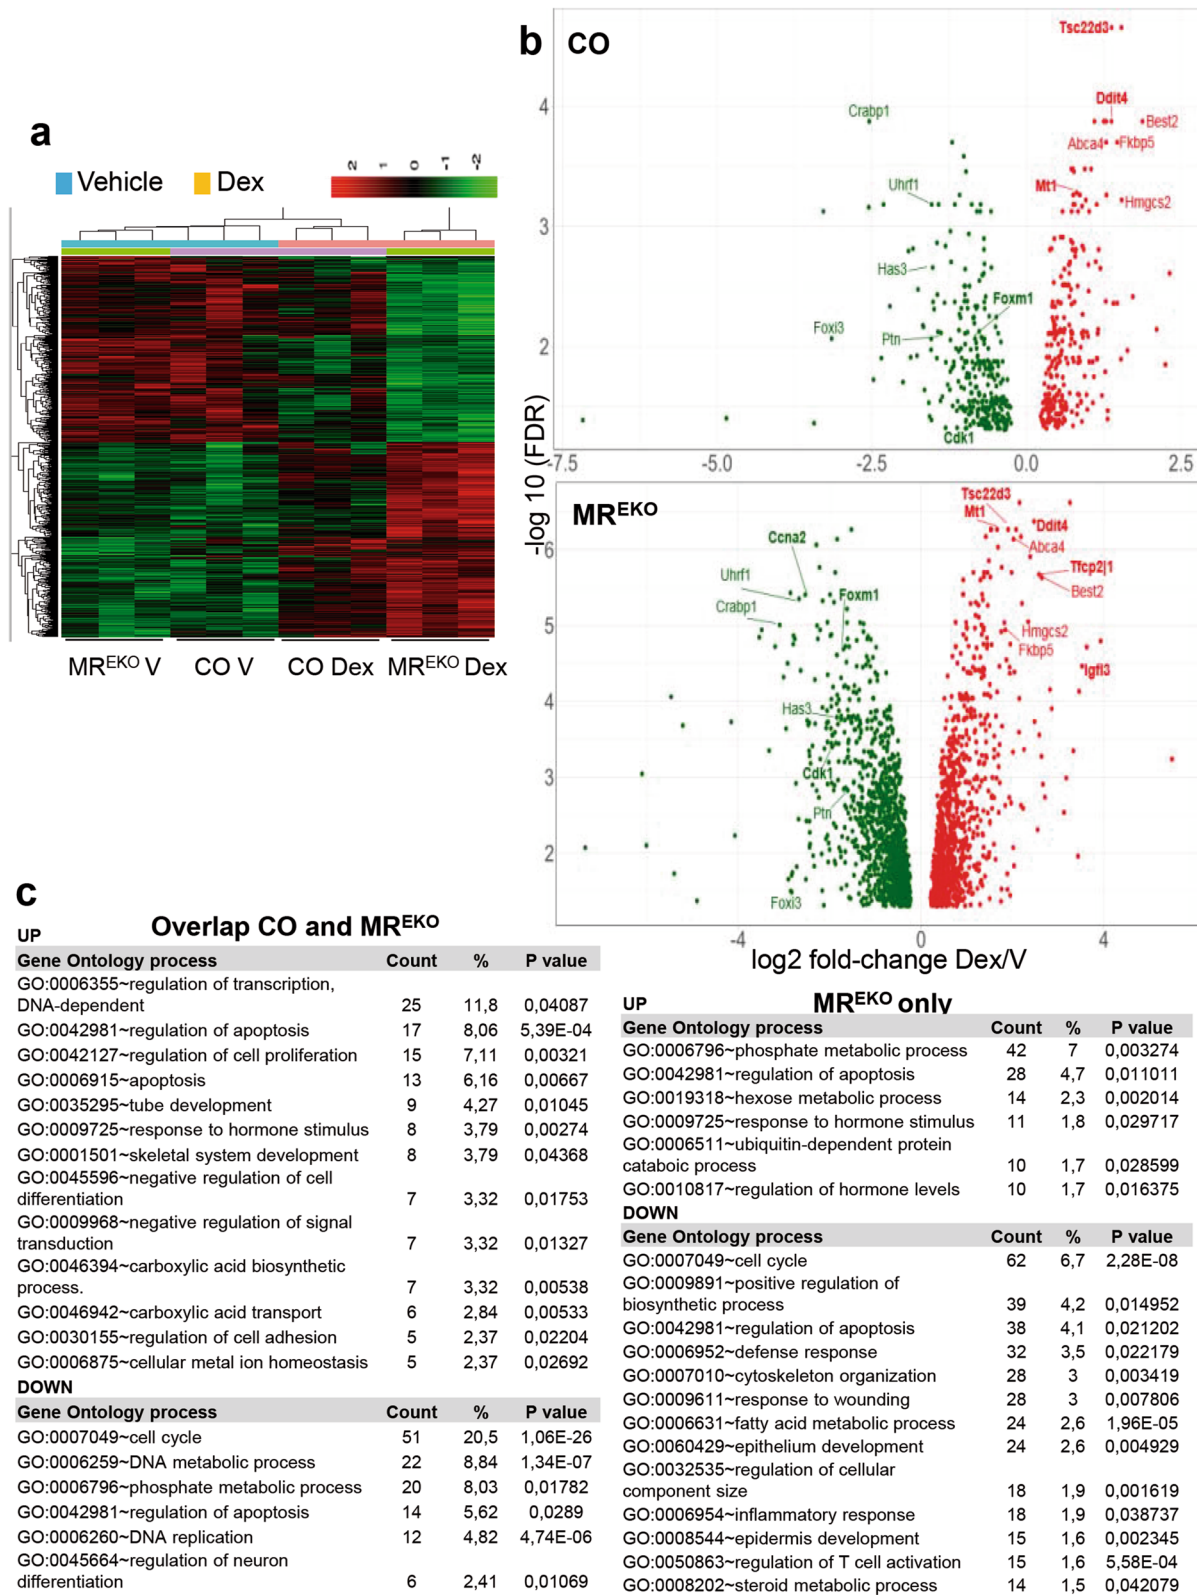 a
Vehicle
Dex
2 1 0 -1 -2
MREKO V
CO V
CO Dex
MREKO Dex
b
CO
Tsc22d3
Ddit4
Crabp1
Best2
Abca4
Fkbp5
Uhrf1
Mt1
Hmgcs2
Has3
Foxm1
Foxi3
Ptn
Cdk1
4
3
2
-7.5 -5.0 -2.5 0.0 2.5
-log 10 (FDR)
MREKO
Tsc22d3
Mt1
Ddit4
Ccna2
Abca4
Tfcp2l1
Uhrf1
Best2
Foxm1
Crabp1
Hmgcs2
Fkbp5
Igfl3
Has3
Cdk1
Ptn
Foxi3
6
5
4
3
2
-4 0 4
log2 fold-change Dex/V
c
Overlap CO and MREKO
UP
Gene Ontology process Count % P value
GO:0006355~regulation of transcription,
DNA-dependent 25 11,8 0,04087
GO:0042981~regulation of apoptosis 17 8,06 5,39E-04
GO:0042127~regulation of cell proliferation 15 7,11 0,00321
GO:0006915~apoptosis 13 6,16 0,00667
GO:0035295~tube development 9 4,27 0,01045
GO:0009725~response to hormone stimulus 8 3,79 0,00274
GO:0001501~skeletal system development 8 3,79 0,04368
GO:0045596~negative regulation of cell
differentiation 7 3,32 0,01753
GO:0009968~negative regulation of signal
transduction 7 3,32 0,01327
GO:0046394~carboxylic acid biosynthetic
process. 7 3,32 0,00538
GO:0046942~carboxylic acid transport 6 2,84 0,00533
GO:0030155~regulation of cell adhesion 5 2,37 0,02204
GO:0006875~cellular metal ion homeostasis 5 2,37 0,02692
DOWN
Gene Ontology process Count % P value
GO:0007049~cell cycle 51 20,5 1,06E-26
GO:0006259~DNA metabolic process 22 8,84 1,34E-07
GO:0006796~phosphate metabolic process 20 8,03 0,01782
GO:0042981~regulation of apoptosis 14 5,62 0,0289
GO:0006260~DNA replication 12 4,82 4,74E-06
GO:0045664~regulation of neuron
differentiation 6 2,41 0,01069
MREKO only
UP
Gene Ontology process Count % P value
GO:0006796~phosphate metabolic process 42 7 0,003274
GO:0042981~regulation of apoptosis 28 4,7 0,011011
GO:0019318~hexose metabolic process 14 2,3 0,002014
GO:0009725~response to hormone stimulus 11 1,8 0,029717
GO:0006511~ubiquitin-dependent protein
cataboic process 10 1,7 0,028599
GO:0010817~regulation of hormone levels 10 1,7 0,016375
DOWN
Gene Ontology process Count % P value
GO:0007049~cell cycle 62 6,7 2,28E-08
GO:0009891~positive regulation of
biosynthetic process 39 4,2 0,014952
GO:0042981~regulation of apoptosis 38 4,1 0,021202
GO:0006952~defense response 32 3,5 0,022179
GO:0007010~cytoskeleton organization 28 3 0,003419
GO:0009611~response to wounding 28 3 0,007806
GO:0006631~fatty acid metabolic process 24 2,6 1,96E-05
GO:0060429~epithelium development 24 2,6 0,004929
GO:0032535~regulation of cellular
component size 18 1,9 0,001619
GO:0006954~inflammatory response 18 1,9 0,038737
GO:0008544~epidermis development 15 1,6 0,002345
GO:0050863~regulation of T cell activation 15 1,6 5,58E-04
GO:0008202~steroid metabolic process 14 1,5 0,042079